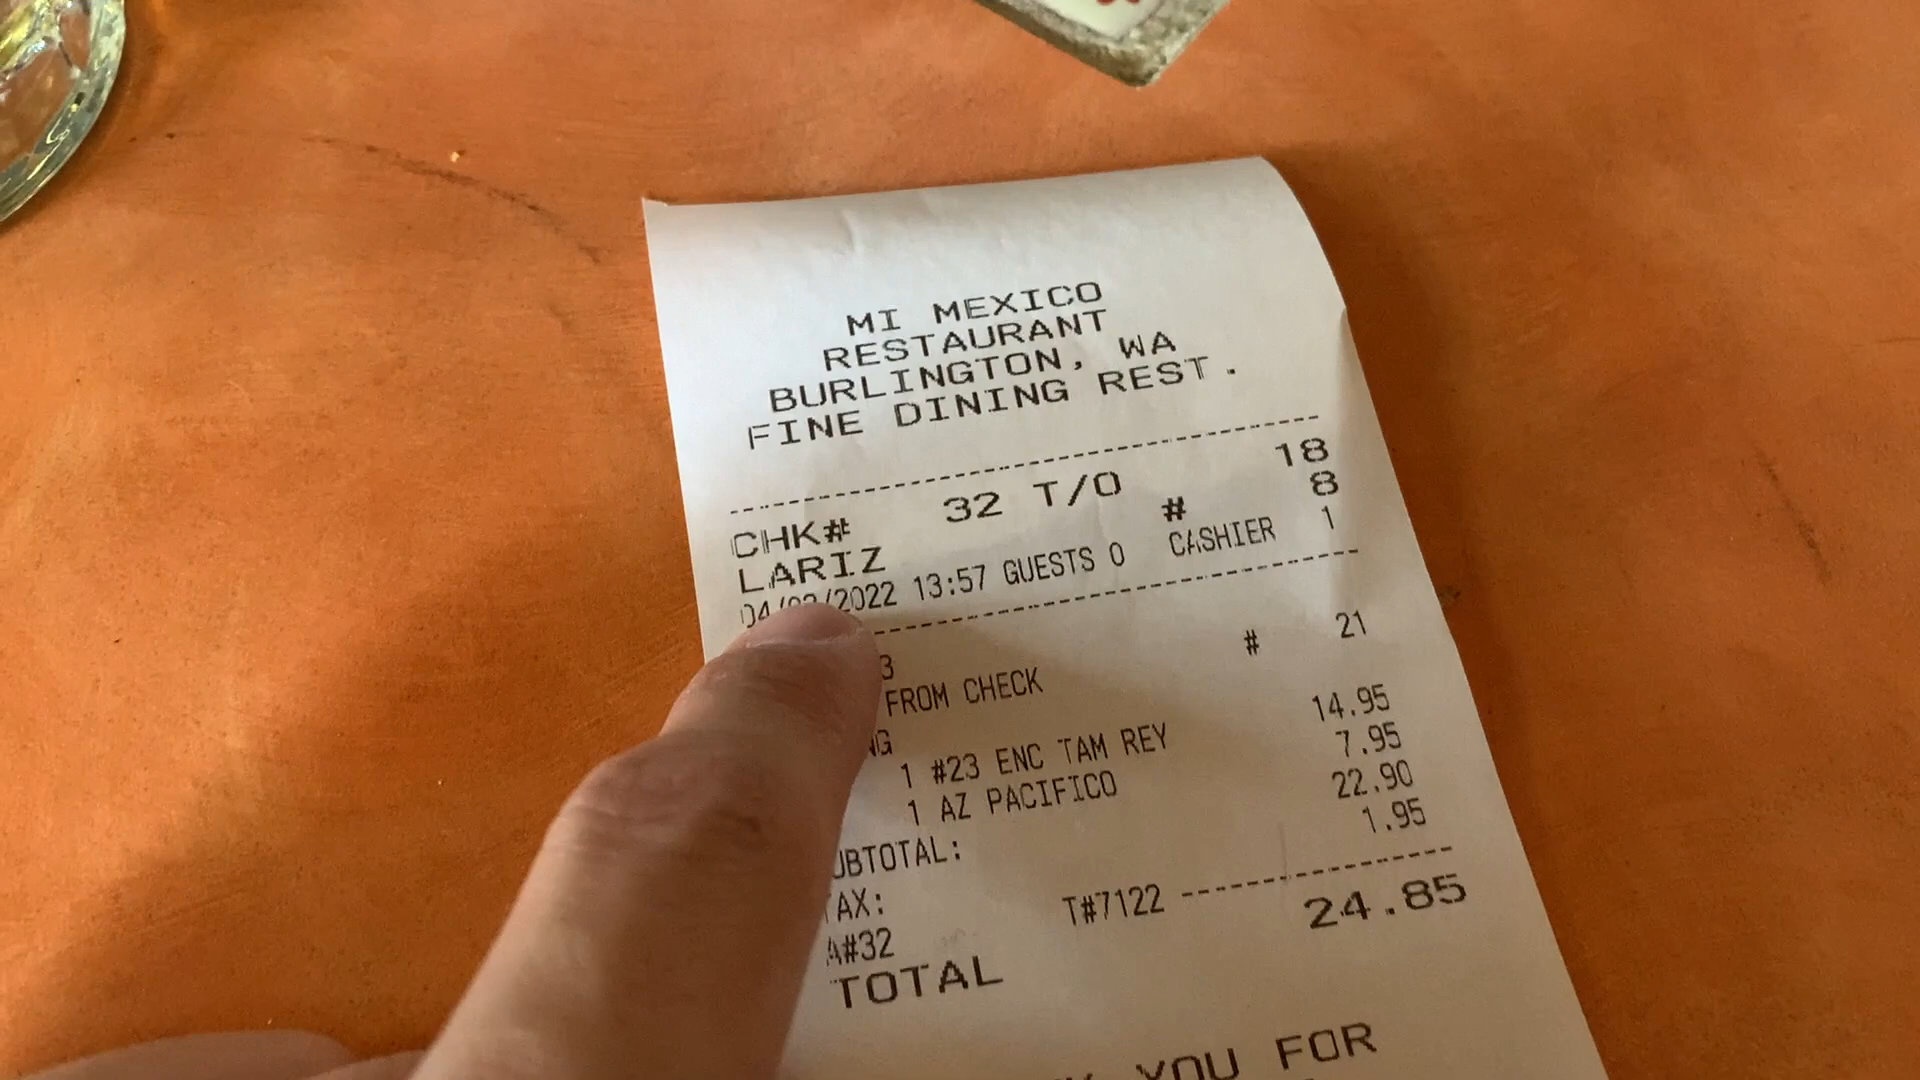 MI MEXICO
RESTAURANT
BURLINGTON, WA
FINE DINING REST.
CHK# 32 T/O 18
LARIZ # 8
2022 13:57 GUESTS 0 CASHIER 1
3 # 21
FROM CHECK
1 #23 ENC TAM REY 14.95
1 AZ PACIFICO 7.95
UBTOTAL: 22.90
AX: 1.95
A#32 T#7122
TOTAL 24.85
YOU FOR